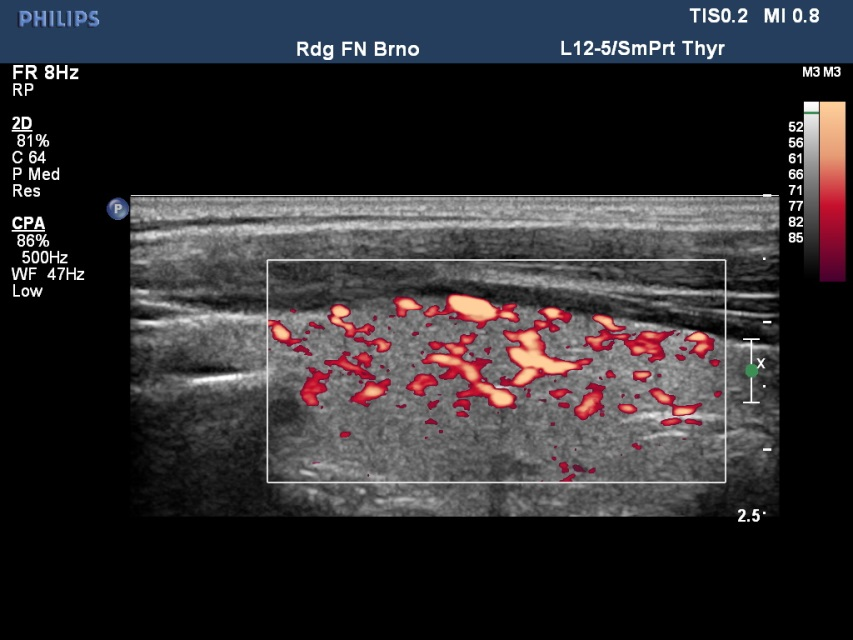 PHILIPS
TIS0.2 MI 0.8
Rdg FN Brno
L12-5/SmPrt Thyr
FR 8Hz
RP
2D
81%
C 64
P Med
Res
CPA
86%
500Hz
WF 47Hz
Low
M3 M3
52
56
61
66
71
77
82
85
P
X
2.5